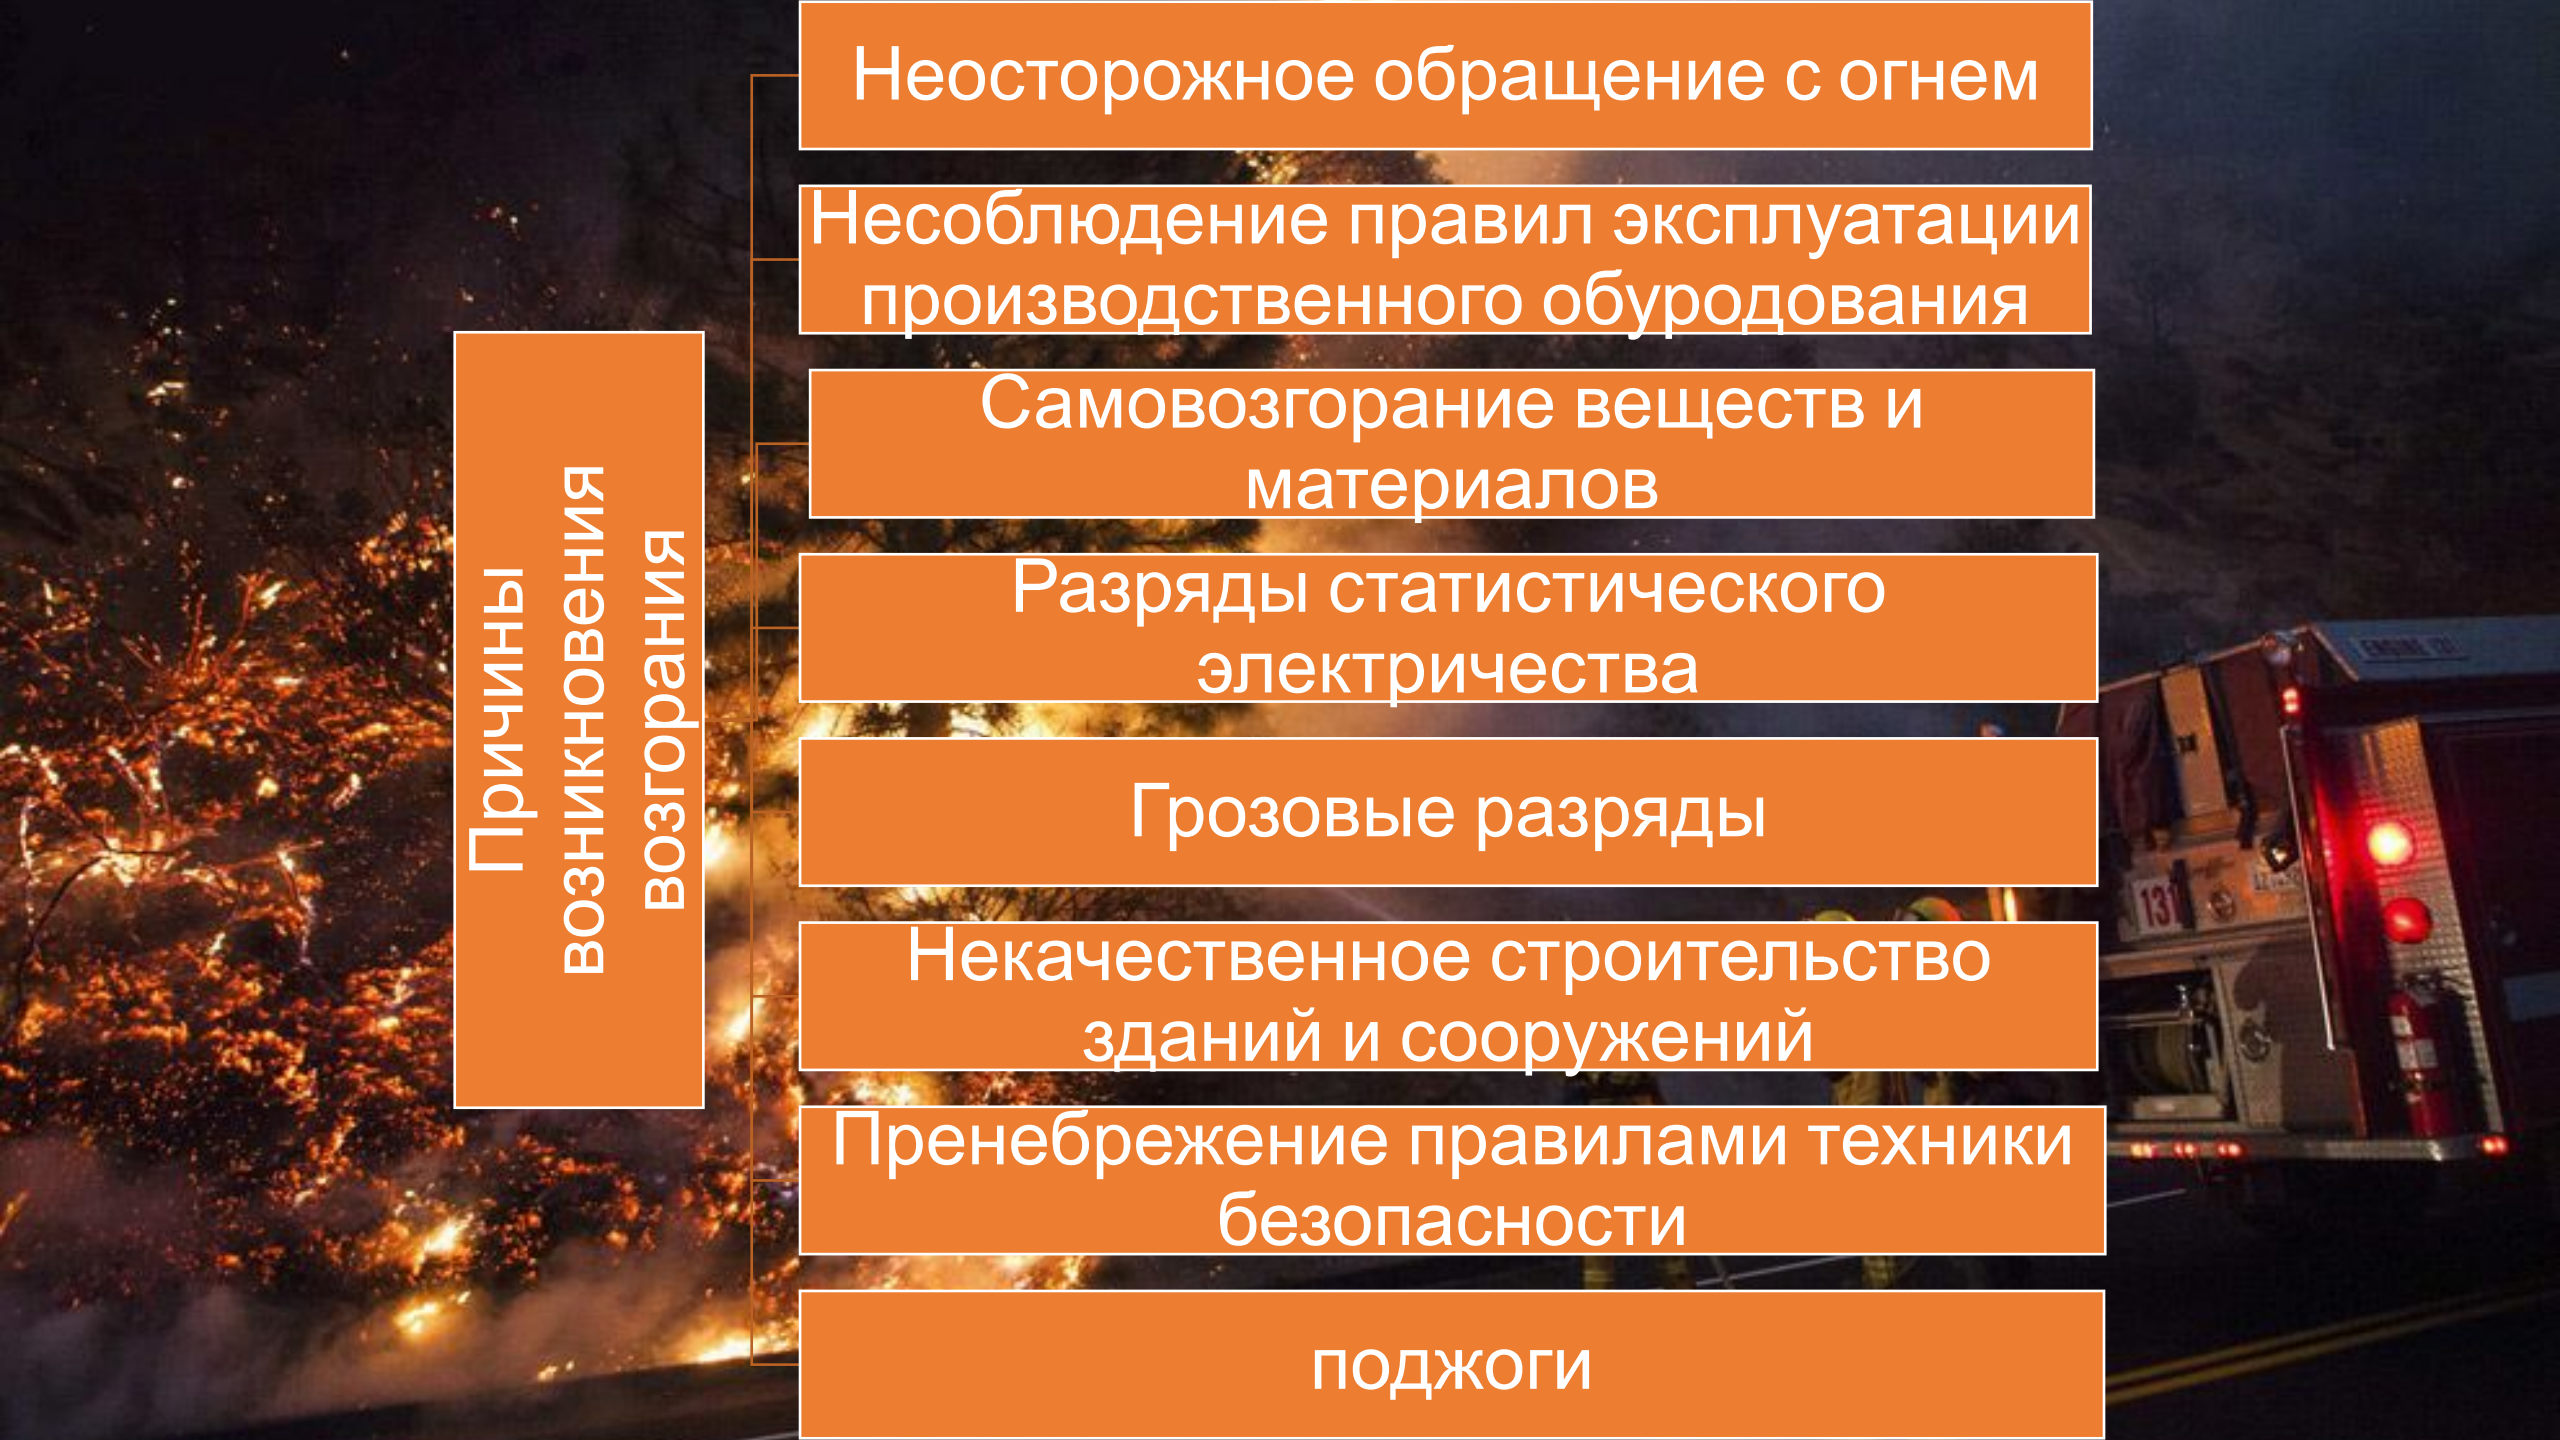 Причины
возникновения
возгорания
Неосторожное обращение с огнем
Несоблюдение правил эксплуатации
производственного обуродования
Самовозгорание веществ и
материалов
Разряды статистического
электричества
Грозовые разряды
Некачественное строительство
зданий и сооружений
Пренебрежение правилами техники
безопасности
поджоги
131